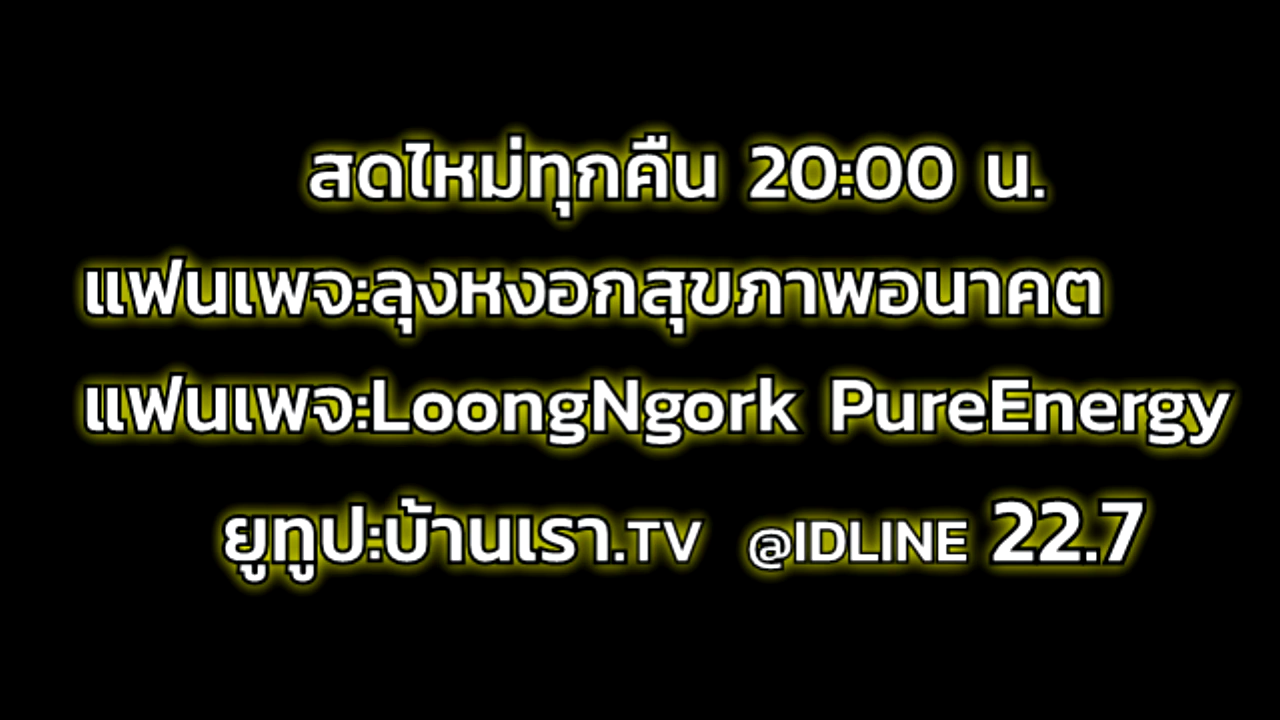 สดไหม่ทุกคืน 20:00 น.
แฟนเพจ:ลุงหงอกสุขภาพอนาคต
แฟนเพจ:LoongNgork PureEnergy
ยูทูป:บ้านเรา.TV @IDLINE 22.7